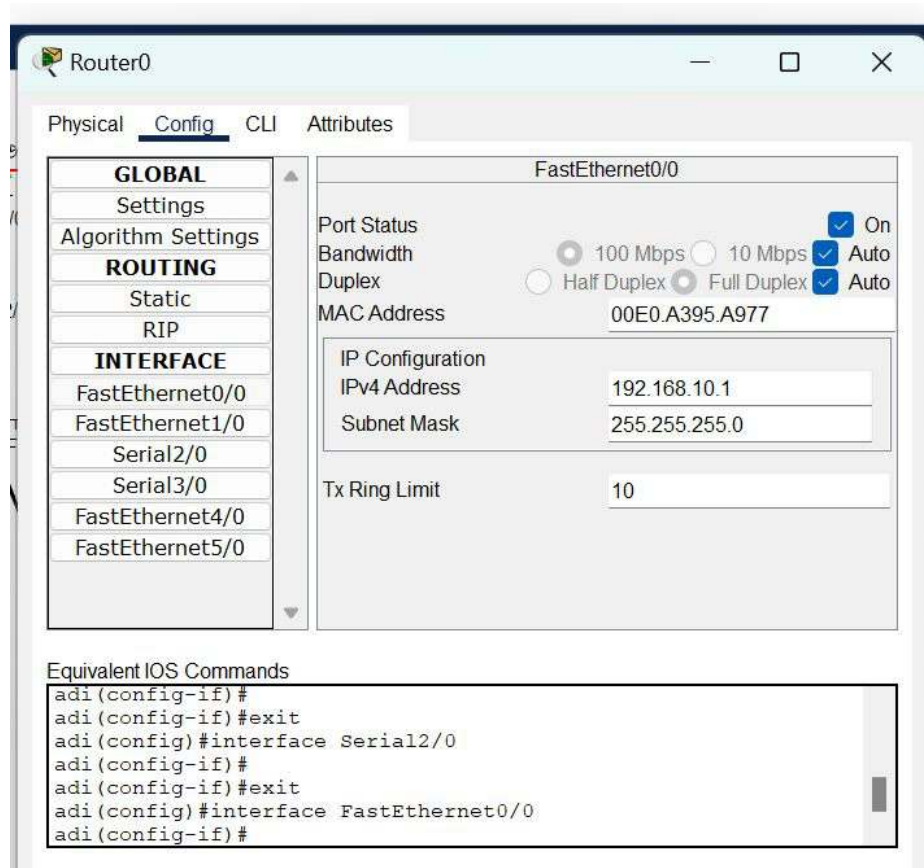 Router0
Physical Config CLI Attributes
GLOBAL
Settings
Algorithm Settings
ROUTING
Static
RIP
INTERFACE
FastEthernet0/0
FastEthernet1/0
Serial2/0
Serial3/0
FastEthernet4/0
FastEthernet5/0
FastEthernet0/0
Port Status On
Bandwidth 100 Mbps 10 Mbps Auto
Duplex Half Duplex Full Duplex Auto
MAC Address 00E0.A395.A977
IP Configuration
IPv4 Address 192.168.10.1
Subnet Mask 255.255.255.0
Tx Ring Limit 10
Equivalent IOS Commands
adi(config-if)#
adi(config-if)#exit
adi(config)#interface Serial2/0
adi(config-if)#
adi(config-if)#exit
adi(config)#interface FastEthernet0/0
adi(config-if)#